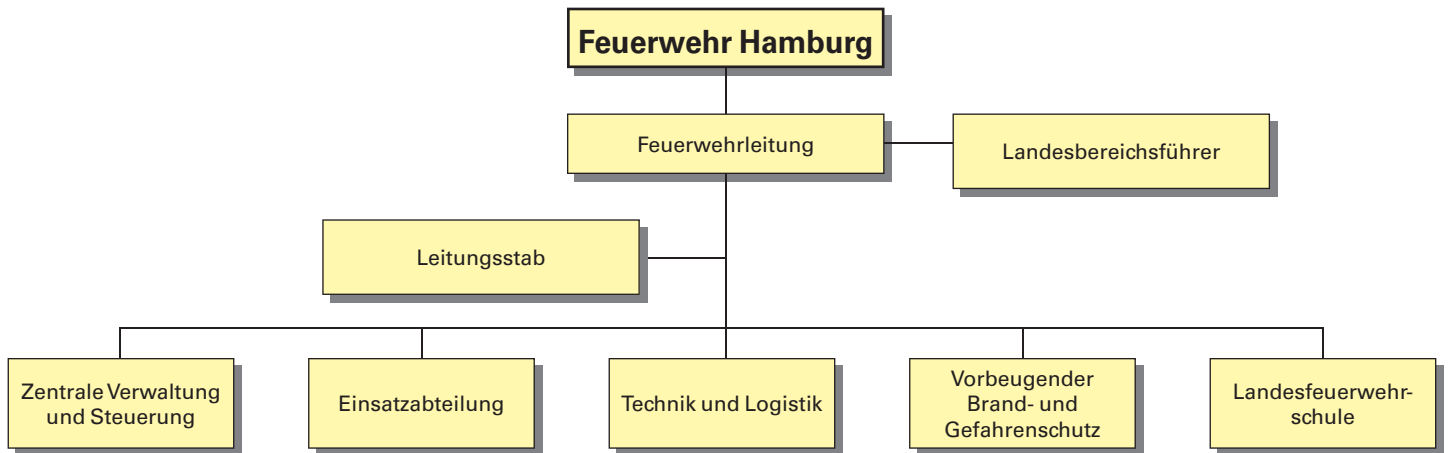 Feuerwehr Hamburg
Feuerwehrleitung
Landesbereichsführer
Leitungsstab
Zentrale Verwaltung
und Steuerung
Einsatzabteilung
Technik und Logistik
Vorbeugender
Brand- und
Gefahrenschutz
Landesfeuerwehr-
schule